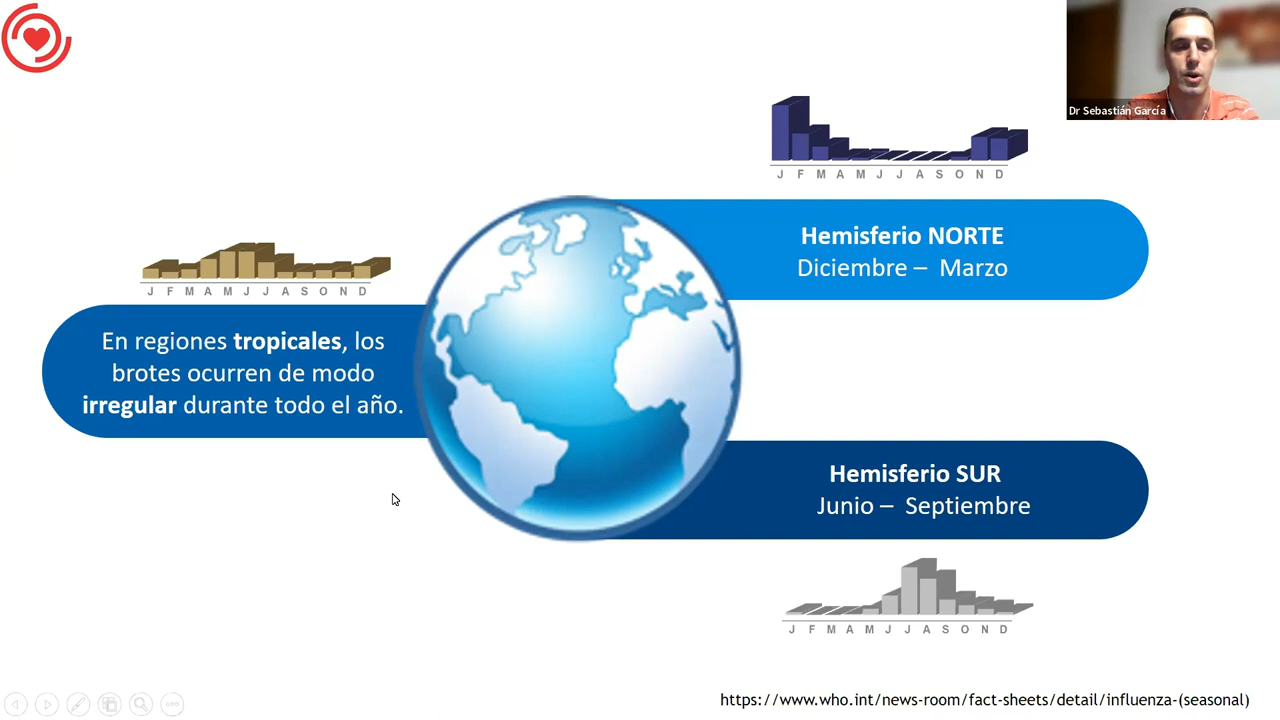 Dr Sebastián García
J F M A M J J A S O N D
Hemisferio NORTE
Diciembre – Marzo
J F M A M J J A S O N D
En regiones tropicales, los
brotes ocurren de modo
irregular durante todo el año.
Hemisferio SUR
Junio – Septiembre
J F M A M J J A S O N D
https://www.who.int/news-room/fact-sheets/detail/influenza-(seasonal)